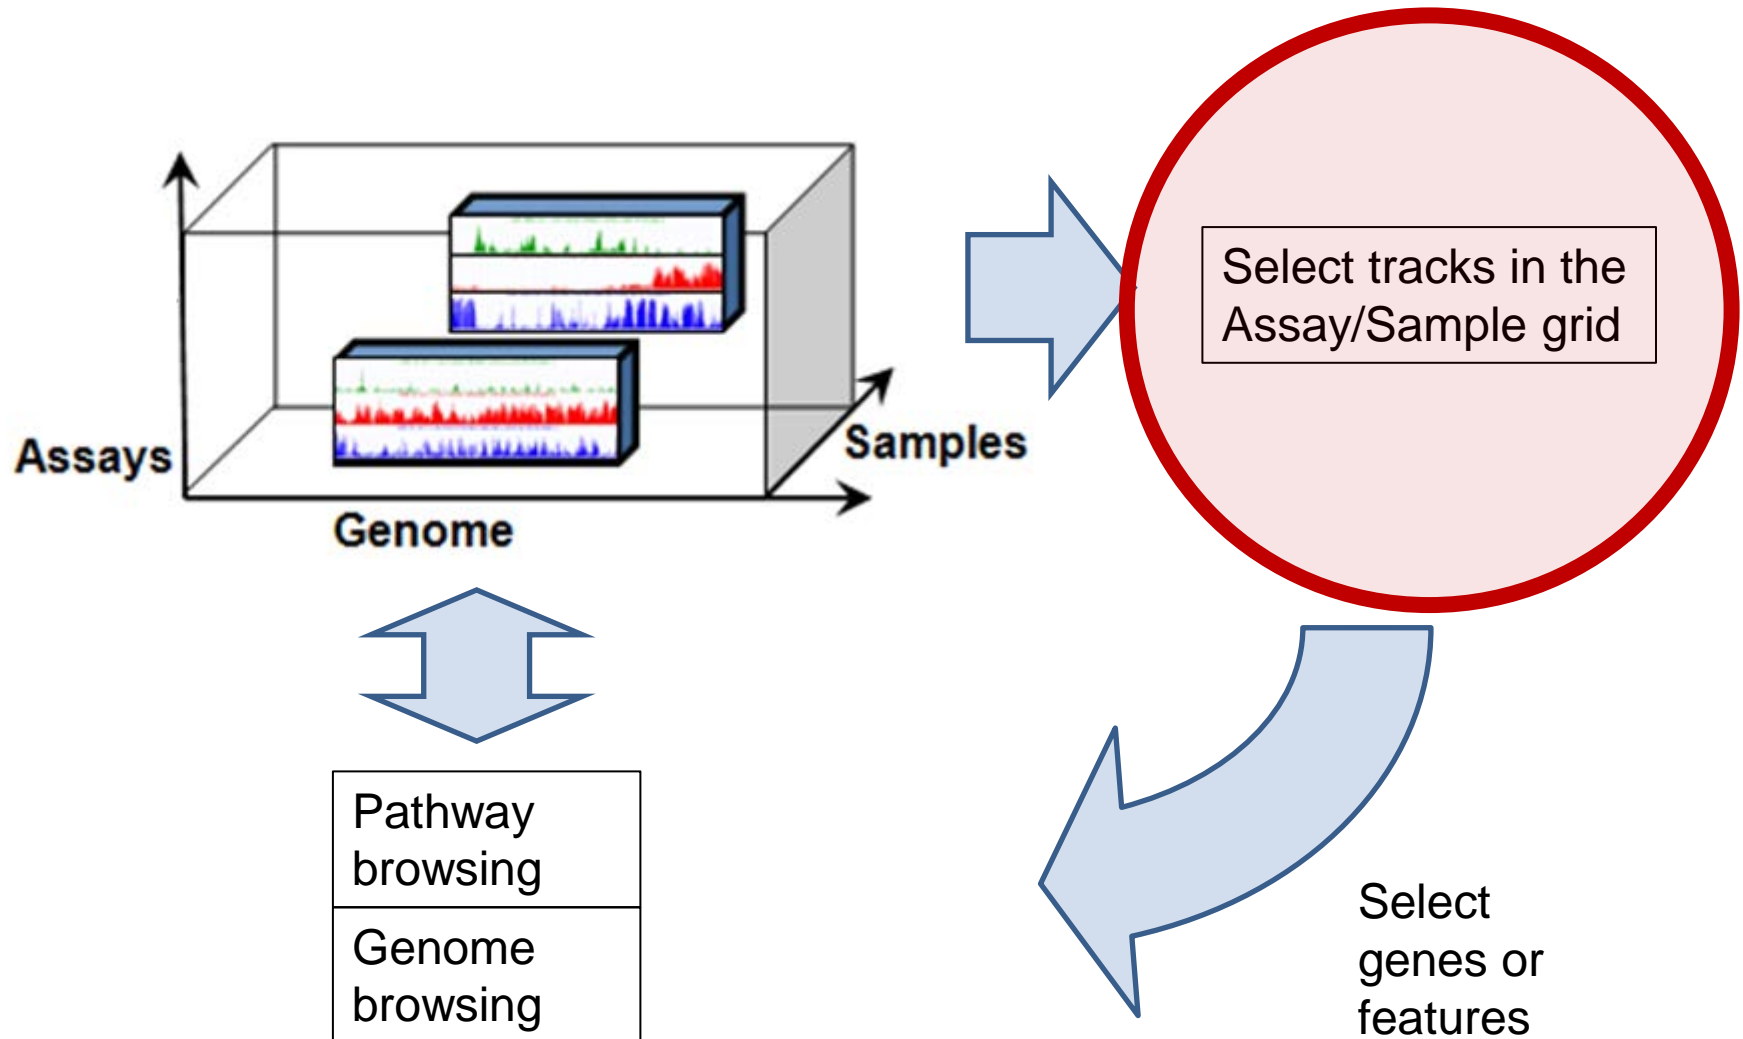 Select tracks in the
Assay/Sample grid
Assays
Samples
Genome
Pathway
browsing
Genome
browsing
Select
genes or
features